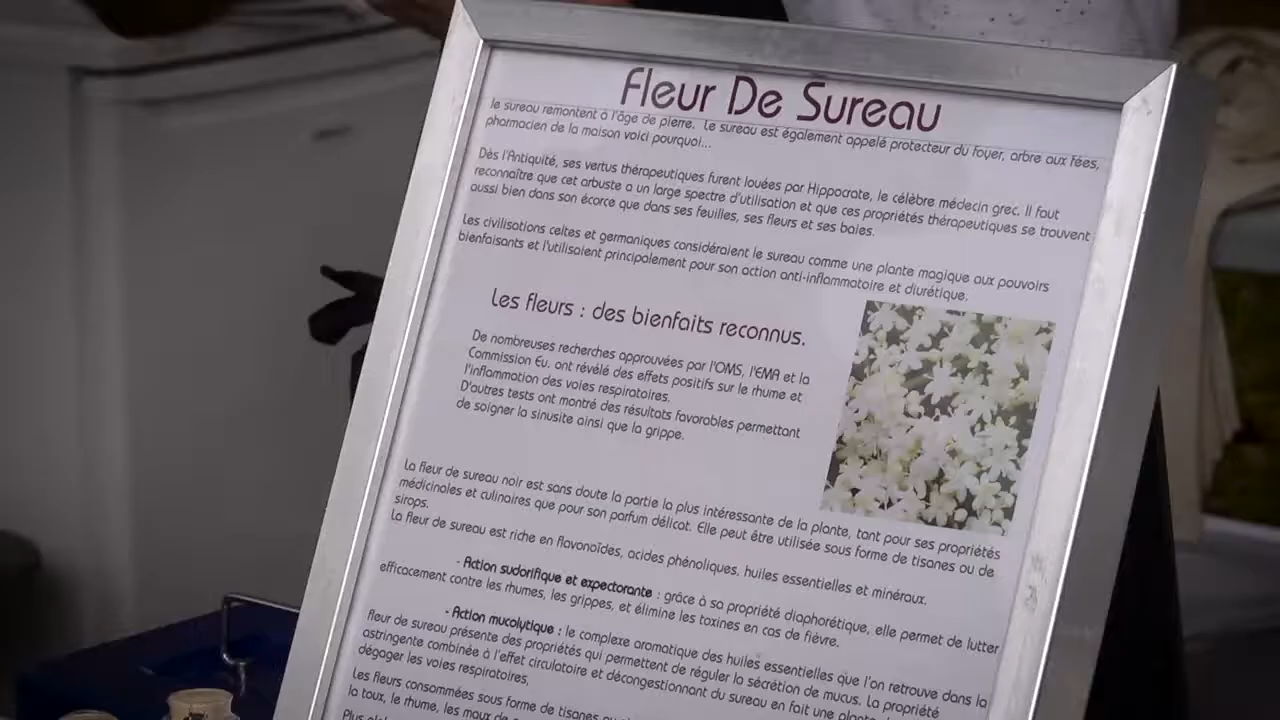 Fleur De Sureau
le sureau remontent à l'âge de pierre. Le sureau est également appelé protecteur du foyer, arbre aux fées,
pharmacien de la maison voici pourquoi...
Dès l'Antiquité, ses vertus thérapeutiques furent louées par Hippocrate, le célèbre médecin grec. Il faut
reconnaître que cet arbuste a un large spectre d'utilisation et que ces propriétés thérapeutiques se trouvent
aussi bien dans son écorce que dans ses feuilles, ses fleurs et ses baies.
Les civilisations celtes et germaniques considéraient le sureau comme une plante magique aux pouvoirs
bienfaisants et l'utilisaient principalement pour son action anti-inflammatoire et diurétique.
Les fleurs : des bienfaits reconnus.
De nombreuses recherches approuvées par l'OMS, l'EMA et la
Commission Eu. ont révélé des effets positifs sur le rhume et
l'inflammation des voies respiratoires.
D'autres tests ont montré des résultats favorables permettant
de soigner la sinusite ainsi que la grippe.
La fleur de sureau noir est sans doute la partie la plus intéressante de la plante, tant pour ses propriétés
médicinales et culinaires que pour son parfum délicat. Elle peut être utilisée sous forme de tisanes ou de
sirops.
La fleur de sureau est riche en flavonoïdes, acides phénoliques, huiles essentielles et minéraux.
- Action sudorifique et expectorante : grâce à sa propriété diaphorétique, elle permet de lutter
efficacement contre les rhumes, les grippes, et élimine les toxines en cas de fièvre.
- Action mucolytique : le complexe aromatique des huiles essentielles que l'on retrouve dans la
fleur de sureau présente des propriétés qui permettent de réguler la sécrétion de mucus. La propriété
astringente combinée à l'effet circulatoire et décongestionnant du sureau en fait une plante
dégager les voies respiratoires.
Les fleurs consommées sous forme de tisanes
la toux, le rhume, les maux de
Plus